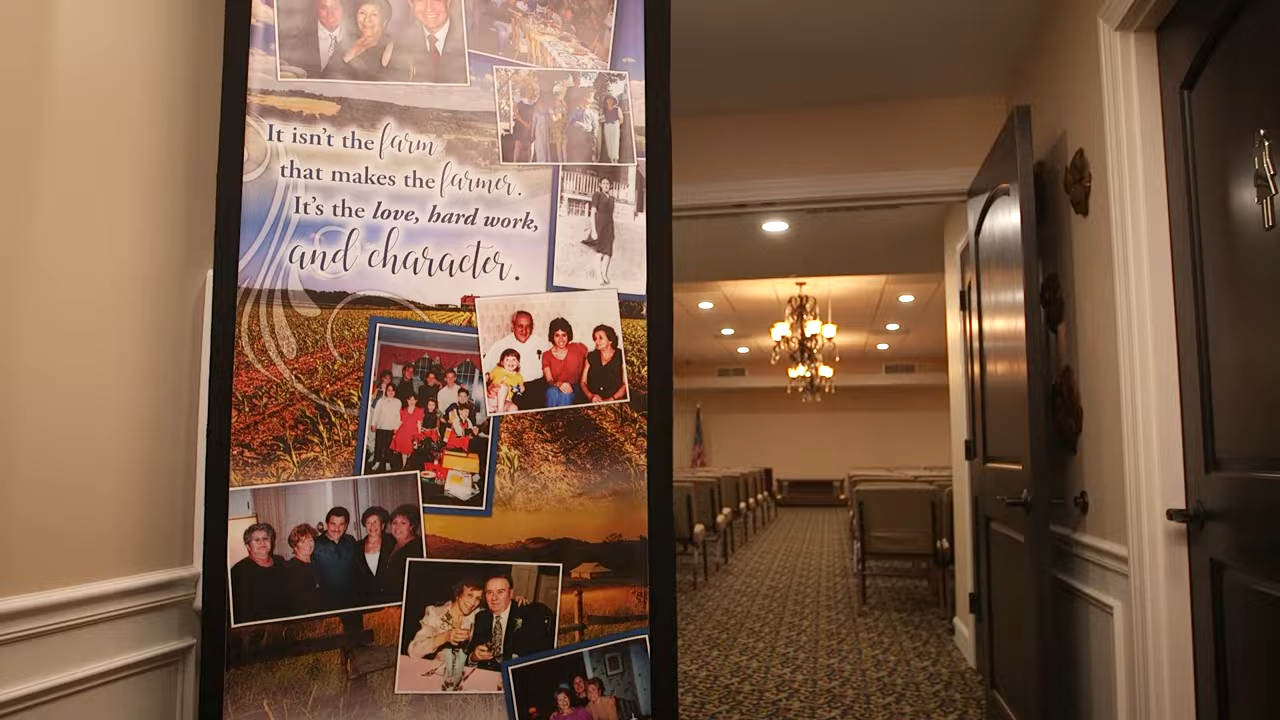 It isn't the farm
that makes the farmer.
It's the love, hard work,
and character.